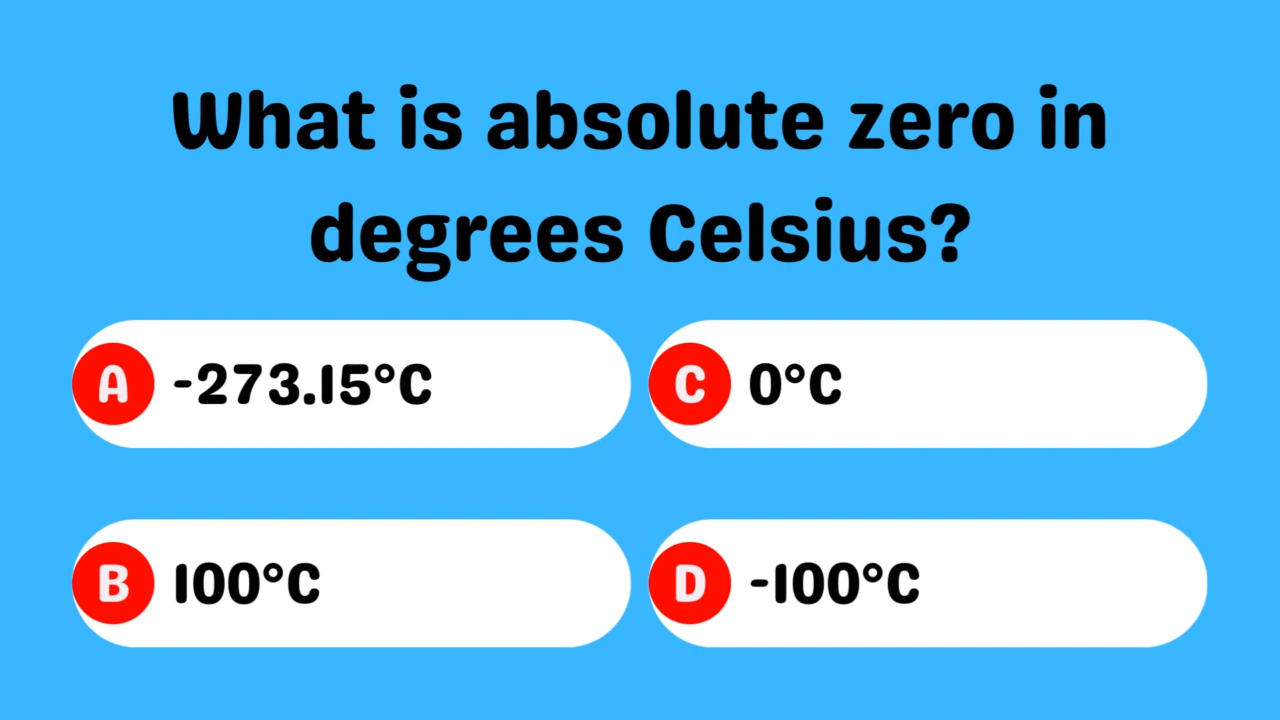 What is absolute zero in
degrees Celsius?
A -273.15°C
C 0°C
B 100°C
D -100°C